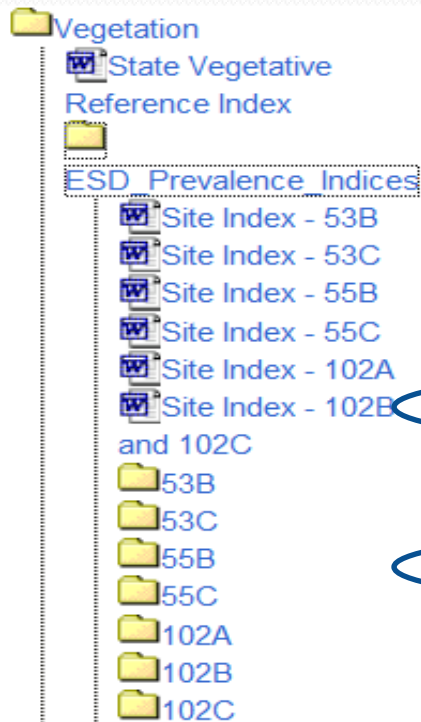 Vegetation
State Vegetative
Reference Index
ESD_Prevalence_Indices
Site Index - 53B
Site Index - 53C
Site Index - 55B
Site Index - 55C
Site Index - 102A
Site Index - 102B
and 102C
53B
53C
55B
55C
102A
102B
102C